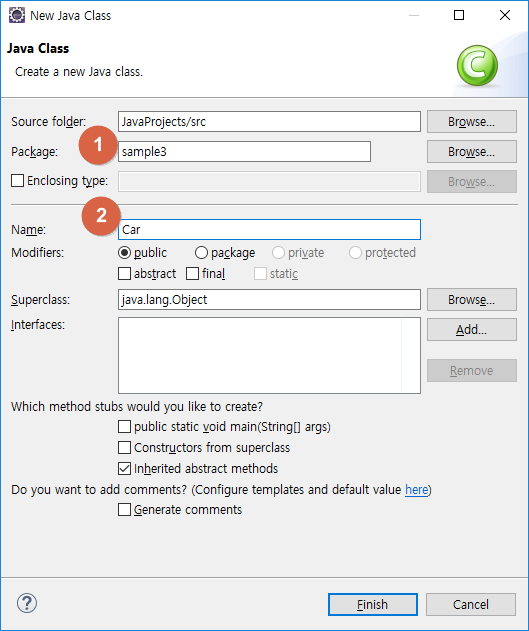 New Java Class
Java Class
Create a new Java class.
Source folder: JavaProjects/src Browse...
1
Package: sample3 Browse...
Enclosing type: Browse...
2
Name: Car
Modifiers: public package private protected
abstract final static
Superclass: java.lang.Object Browse...
Interfaces: Add...
Remove
Which method stubs would you like to create?
public static void main(String[] args)
Constructors from superclass
Inherited abstract methods
Do you want to add comments? (Configure templates and default value here)
Generate comments
? Finish Cancel